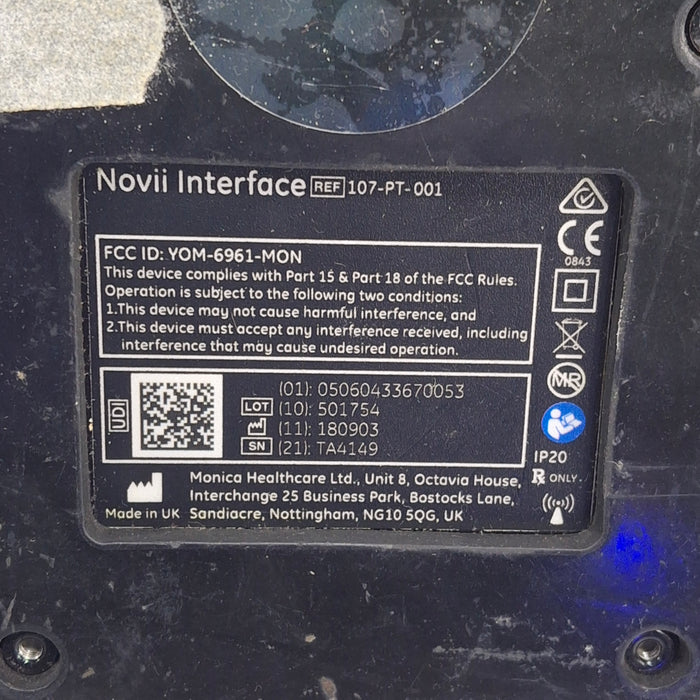 Novii Interface REF 107-PT-001
FCC ID: YOM-6961-MON
This device complies with Part 15 & Part 18 of the FCC Rules.
Operation is subject to the following two conditions:
1.This device may not cause harmful interference, and
2.This device must accept any interference received, including
interference that may cause undesired operation.
CE
0843
UDI
(01): 05060433670053
LOT (10): 501754
(11): 180903
SN (21): TA4149
MR
IP20
Rx ONLY
Made in UK
Monica Healthcare Ltd., Unit 8, Octavia House,
Interchange 25 Business Park, Bostocks Lane,
Sandiacre, Nottingham, NG10 5QG, UK